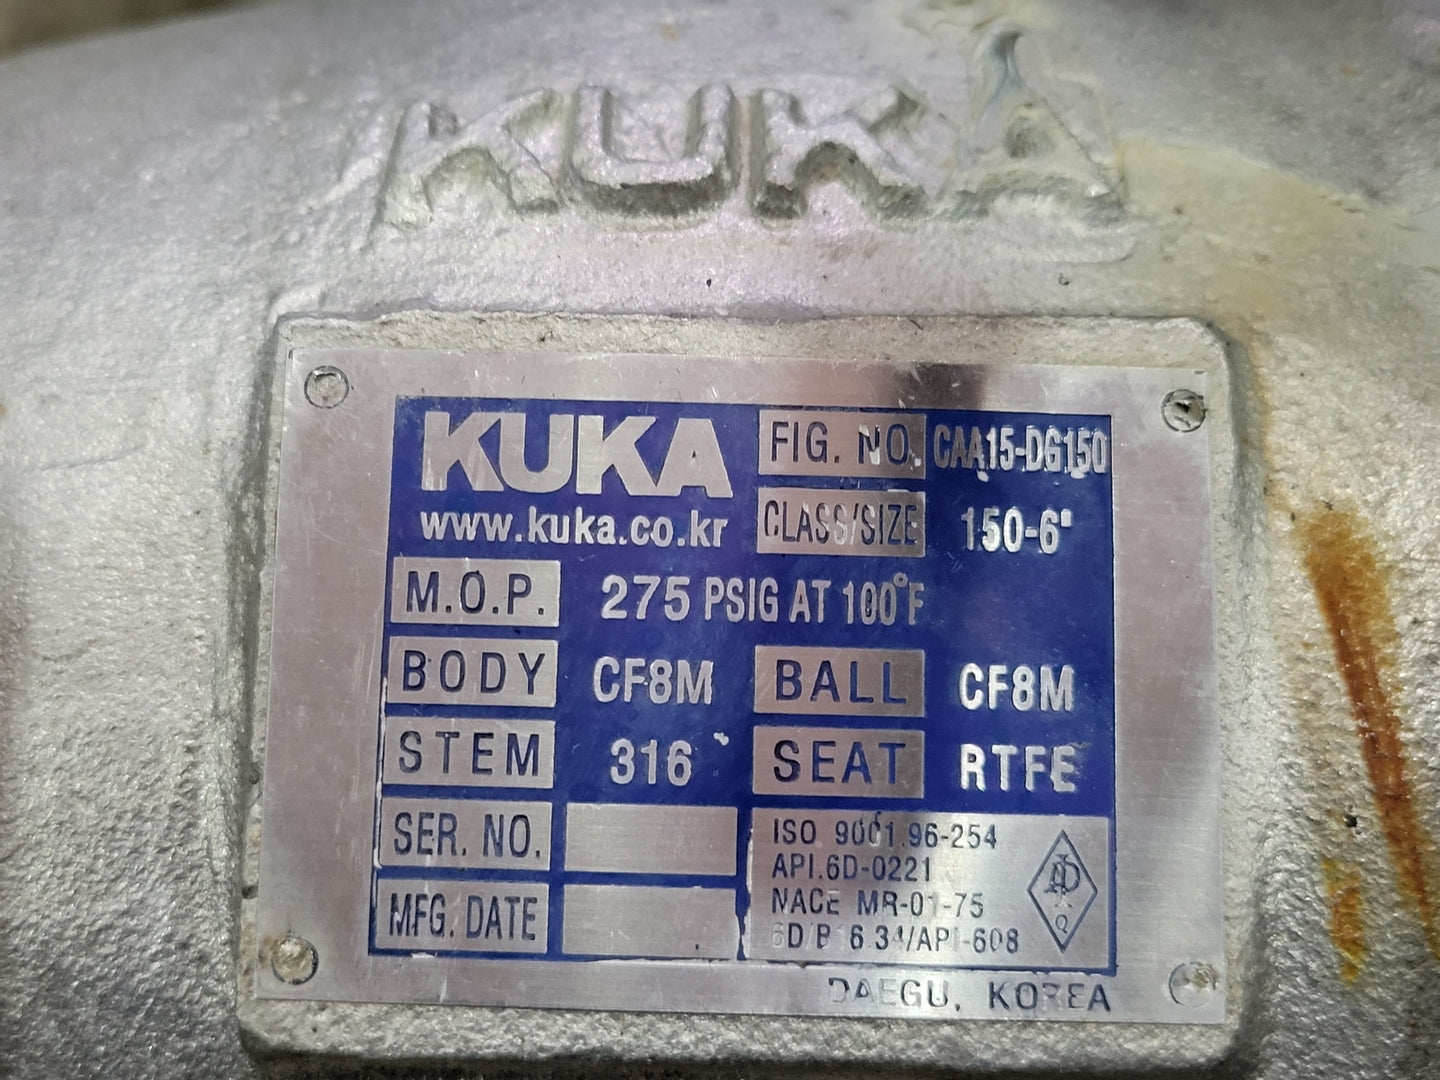 KUKA
KUKA
www.kuka.co.kr
FIG. NO. CAA15-DG150
CLASS/SIZE 150-6"
M.O.P. 275 PSIG AT 100°F
BODY CF8M BALL CF8M
STEM 316 SEAT RTFE
SER. NO.
MFG. DATE
ISO 9001.96-254
API.6D-0221
NACE MR-01-75
6D/B16.34/API-608
DAEGU, KOREA